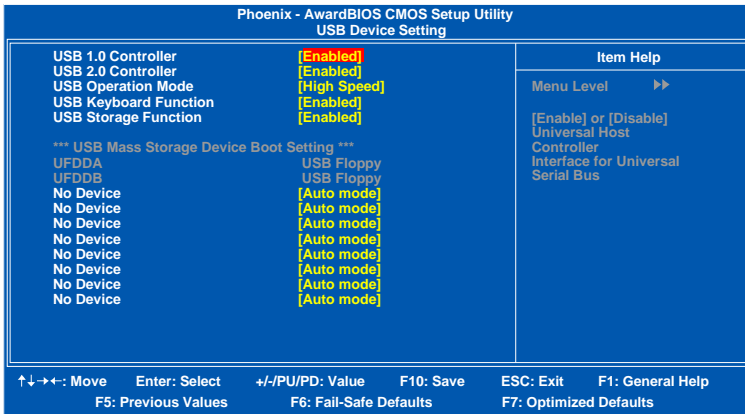 Phoenix - AwardBIOS CMOS Setup Utility
USB Device Setting
USB 1.0 Controller [Enabled]
USB 2.0 Controller [Enabled]
USB Operation Mode [High Speed]
USB Keyboard Function [Enabled]
USB Storage Function [Enabled]
*** USB Mass Storage Device Boot Setting ***
UFDDA USB Floppy
UFDDB USB Floppy
No Device [Auto mode]
No Device [Auto mode]
No Device [Auto mode]
No Device [Auto mode]
No Device [Auto mode]
No Device [Auto mode]
No Device [Auto mode]
No Device [Auto mode]
Item Help
Menu Level ▶▶
[Enable] or [Disable]
Universal Host
Controller
Interface for Universal
Serial Bus
↑↓→←: Move Enter: Select +/-/PU/PD: Value F10: Save ESC: Exit F1: General Help
F5: Previous Values F6: Fail-Safe Defaults F7: Optimized Defaults